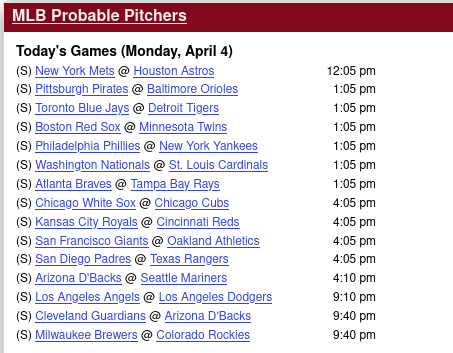 MLB Probable Pitchers
Today's Games (Monday, April 4)
(S) New York Mets @ Houston Astros 12:05 pm
(S) Pittsburgh Pirates @ Baltimore Orioles 1:05 pm
(S) Toronto Blue Jays @ Detroit Tigers 1:05 pm
(S) Boston Red Sox @ Minnesota Twins 1:05 pm
(S) Philadelphia Phillies @ New York Yankees 1:05 pm
(S) Washington Nationals @ St. Louis Cardinals 1:05 pm
(S) Atlanta Braves @ Tampa Bay Rays 1:05 pm
(S) Chicago White Sox @ Chicago Cubs 4:05 pm
(S) Kansas City Royals @ Cincinnati Reds 4:05 pm
(S) San Francisco Giants @ Oakland Athletics 4:05 pm
(S) San Diego Padres @ Texas Rangers 4:05 pm
(S) Arizona D'Backs @ Seattle Mariners 4:10 pm
(S) Los Angeles Angels @ Los Angeles Dodgers 9:10 pm
(S) Cleveland Guardians @ Arizona D'Backs 9:40 pm
(S) Milwaukee Brewers @ Colorado Rockies 9:40 pm